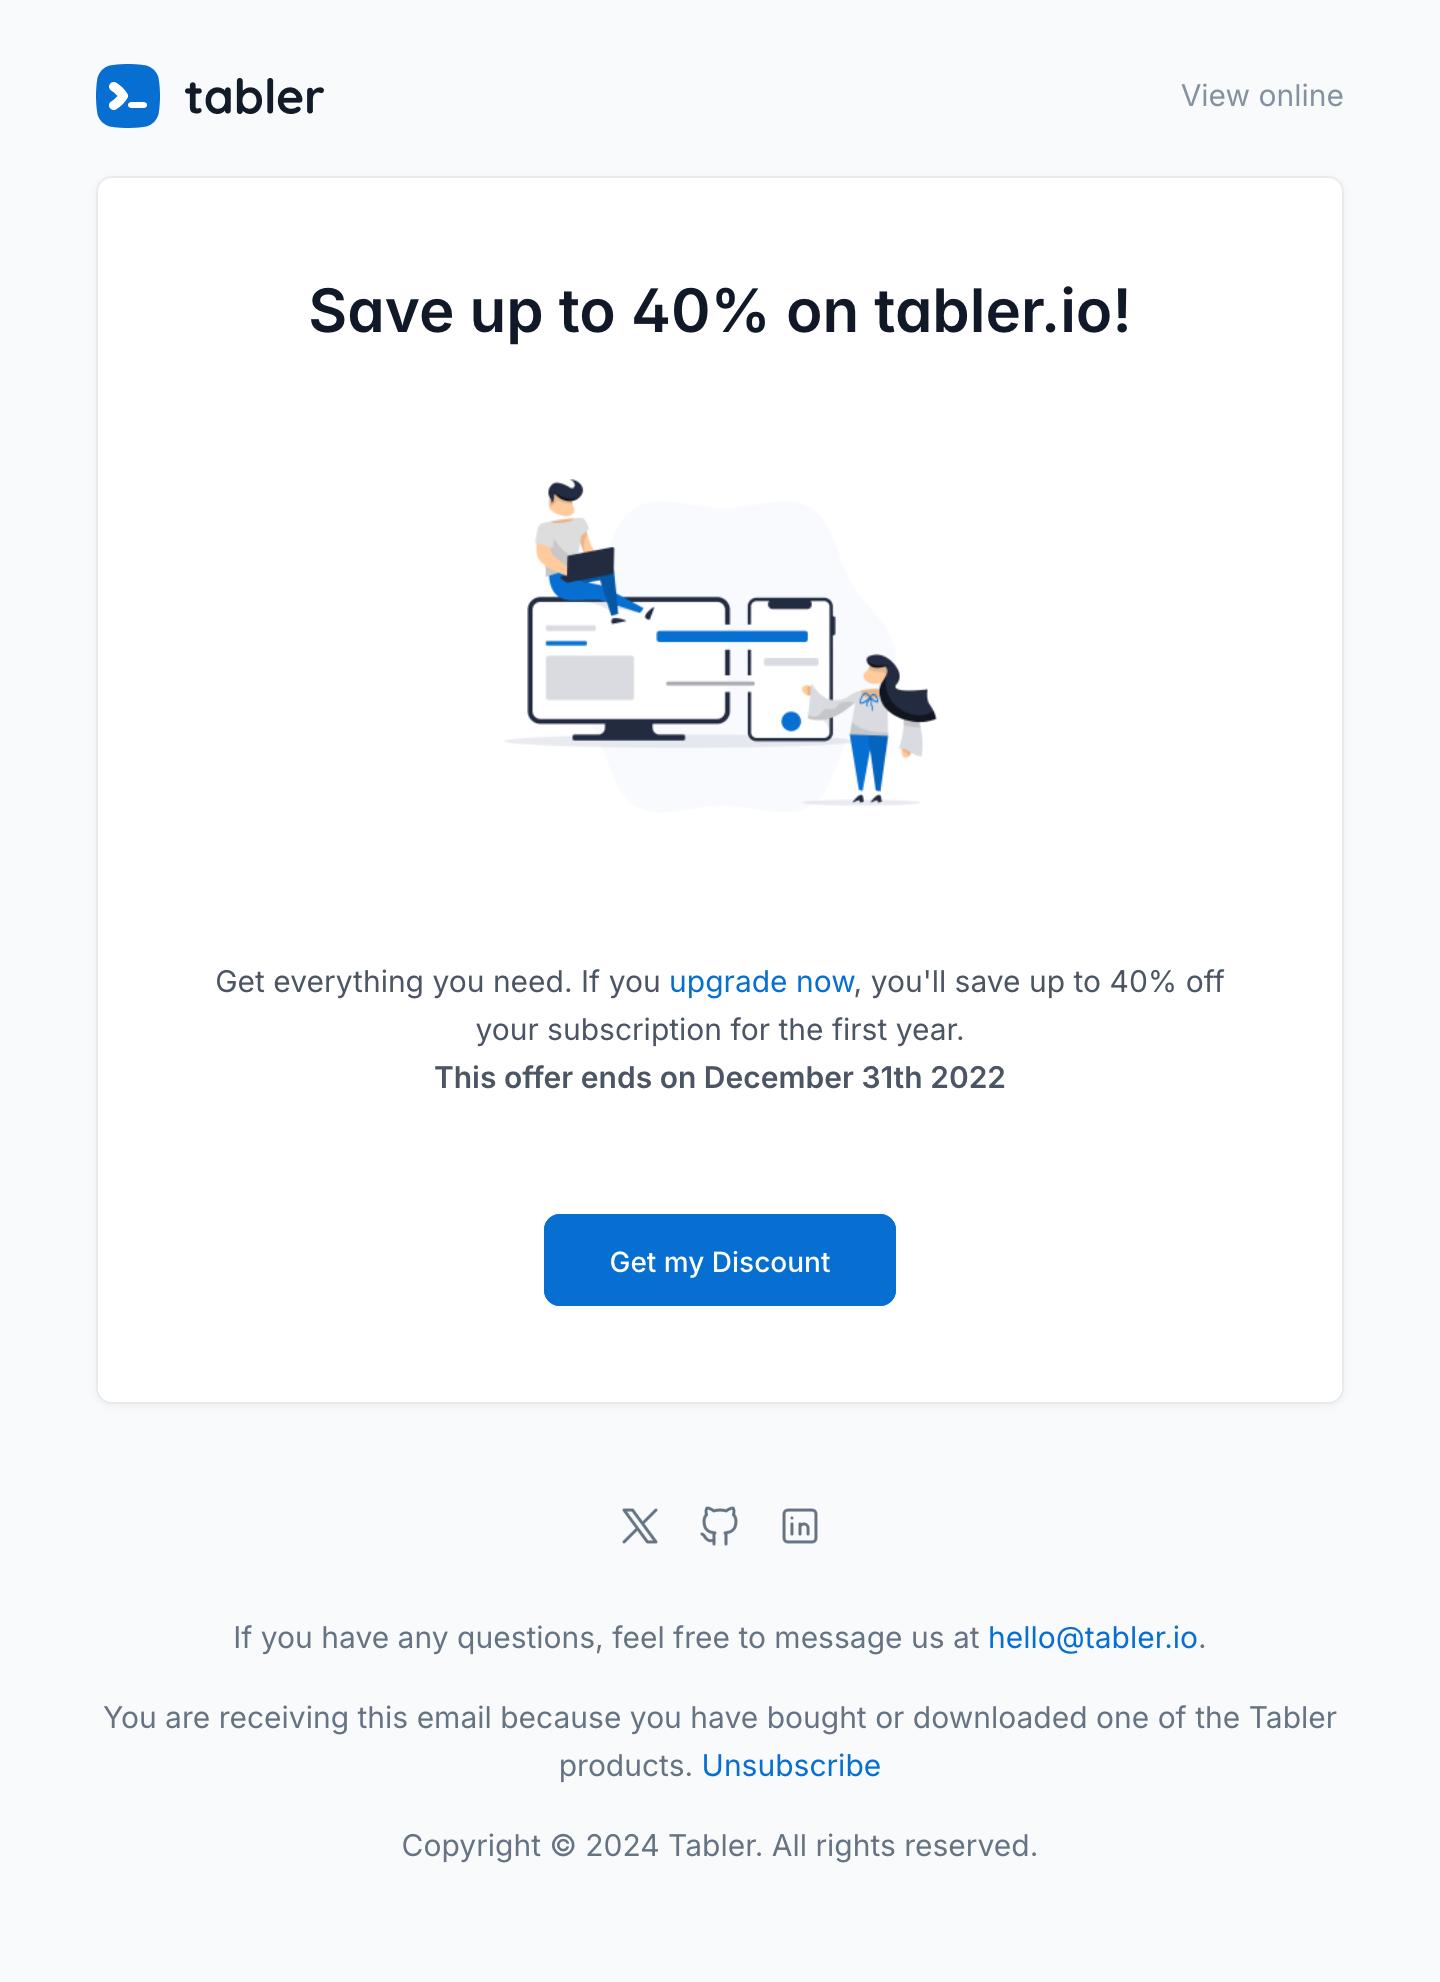 tabler
View online
Save up to 40% on tabler.io!
Get everything you need. If you upgrade now, you'll save up to 40% off
your subscription for the first year.
This offer ends on December 31th 2022
Get my Discount
If you have any questions, feel free to message us at hello@tabler.io.
You are receiving this email because you have bought or downloaded one of the Tabler
products. Unsubscribe
Copyright © 2024 Tabler. All rights reserved.